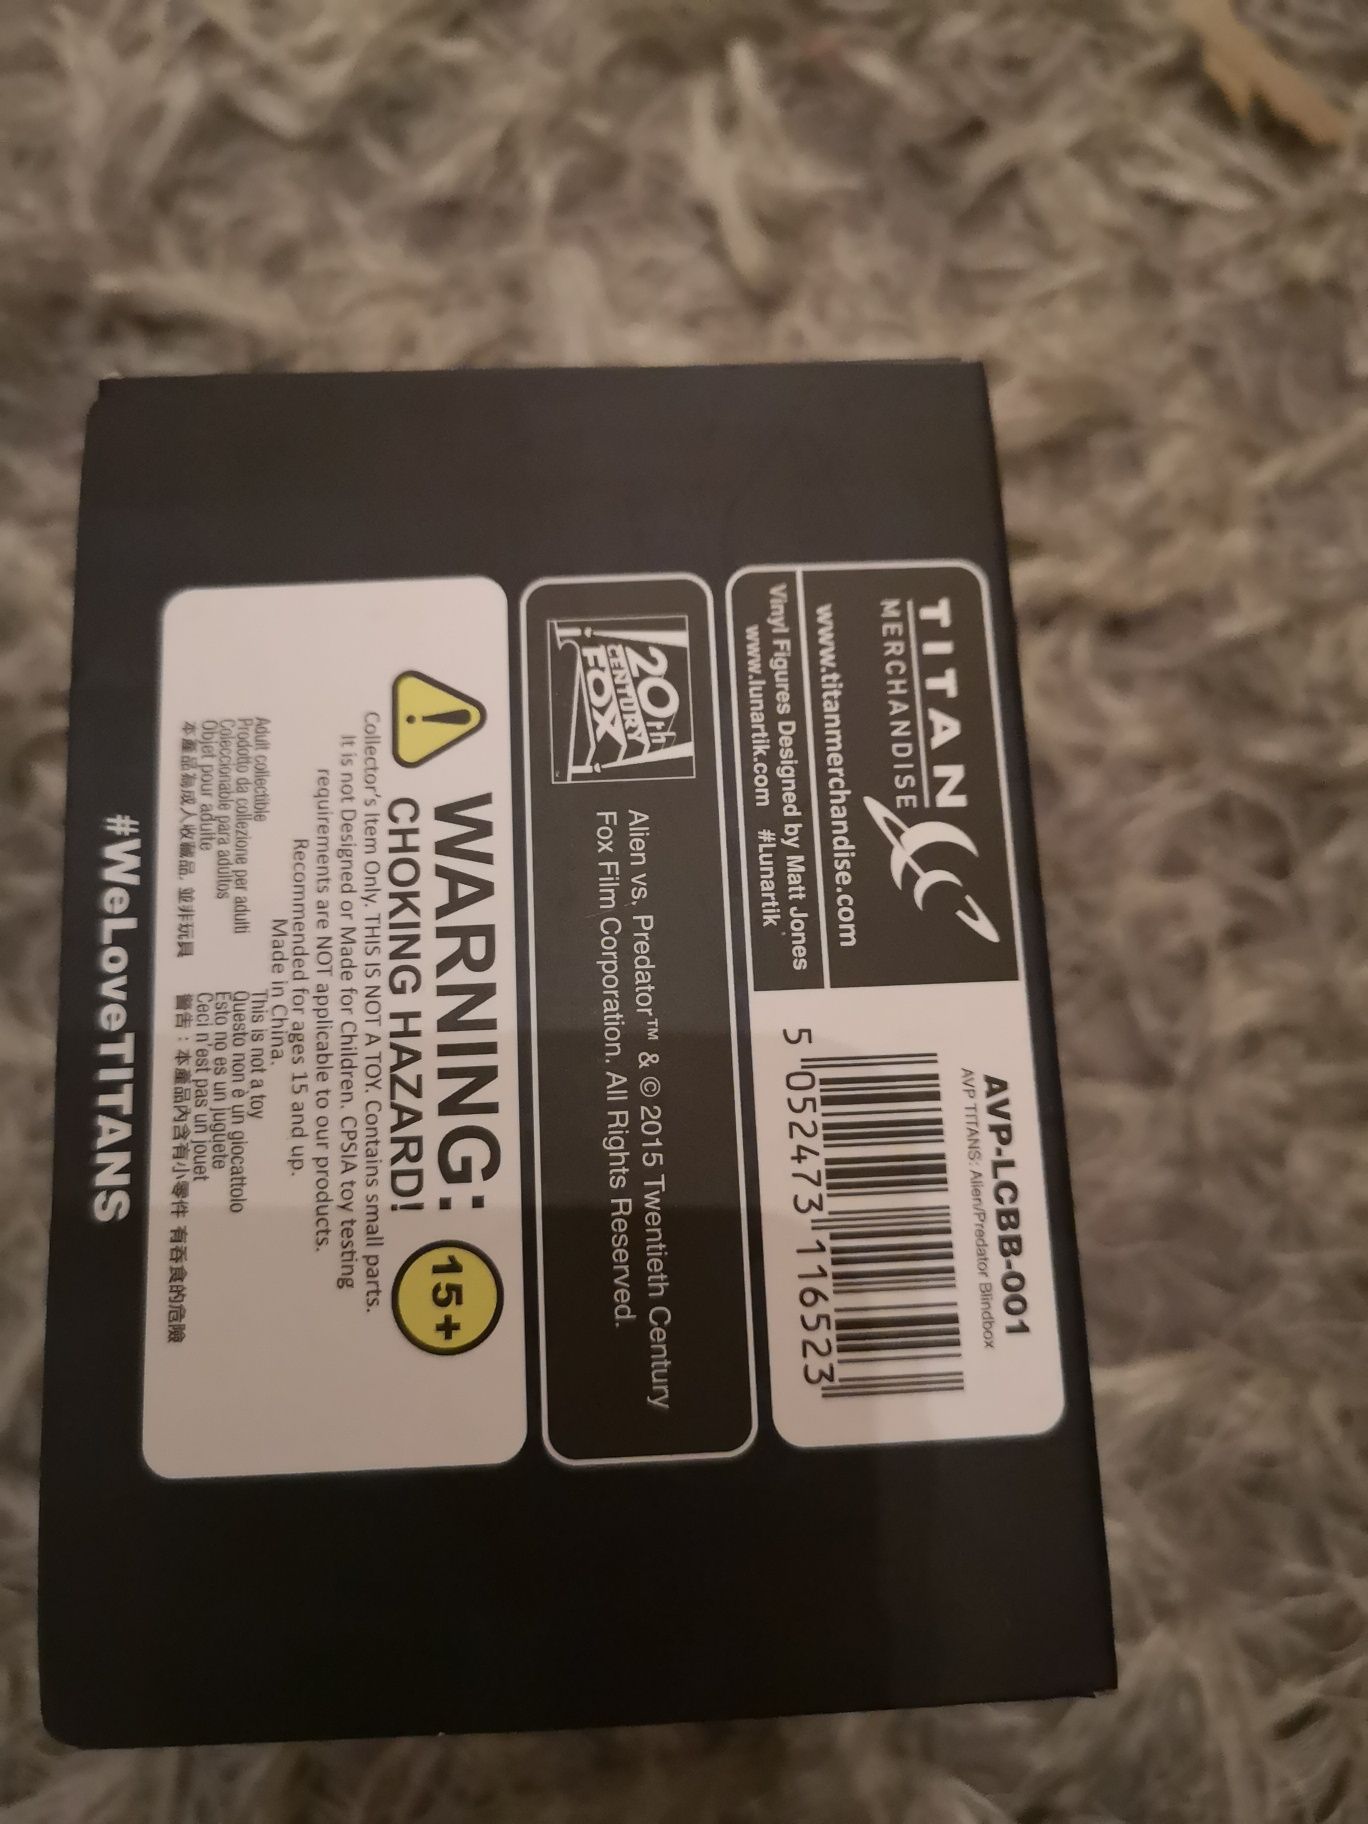 TITAN
MERCHANDISE
www.titanmerchandise.com
Vinyl Figures Designed by Matt Jones
www.lunartik.com #Lunartik
AVP-LCBB-001
AVP TITANS: Alien/Predator Blindbox
5 052473 116523
20th
CENTURY
FOX
Alien vs, Predator™ & © 2015 Twentieth Century
Fox Film Corporation. All Rights Reserved.
WARNING:
CHOKING HAZARD!
15+
Collector's Item Only. THIS IS NOT A TOY. Contains small parts.
It is not Designed or Made for Children. CPSIA toy testing
requirements are NOT applicable to our products.
Recommended for ages 15 and up.
Made in China.
Adult collectible
Prodotto da collezione per adulti
Coleccionable para adultos
Objet pour adulte
本產品為成人收藏品, 並非玩具
This is not a toy
Questo non è un giocattolo
Esto no es un juguete
Ceci n'est pas un jouet
警告：本產品內含有小零件 有吞食的危險
#WeLoveTITANS